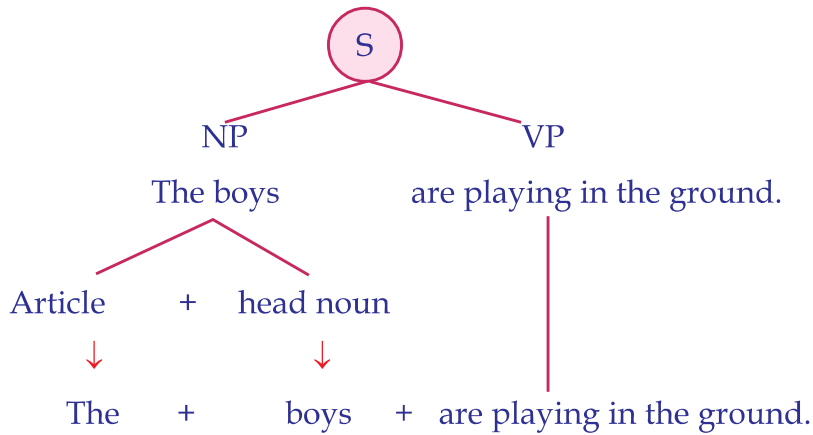 S
NP VP
The boys are playing in the ground.
Article + head noun
↓ ↓
The + boys + are playing in the ground.